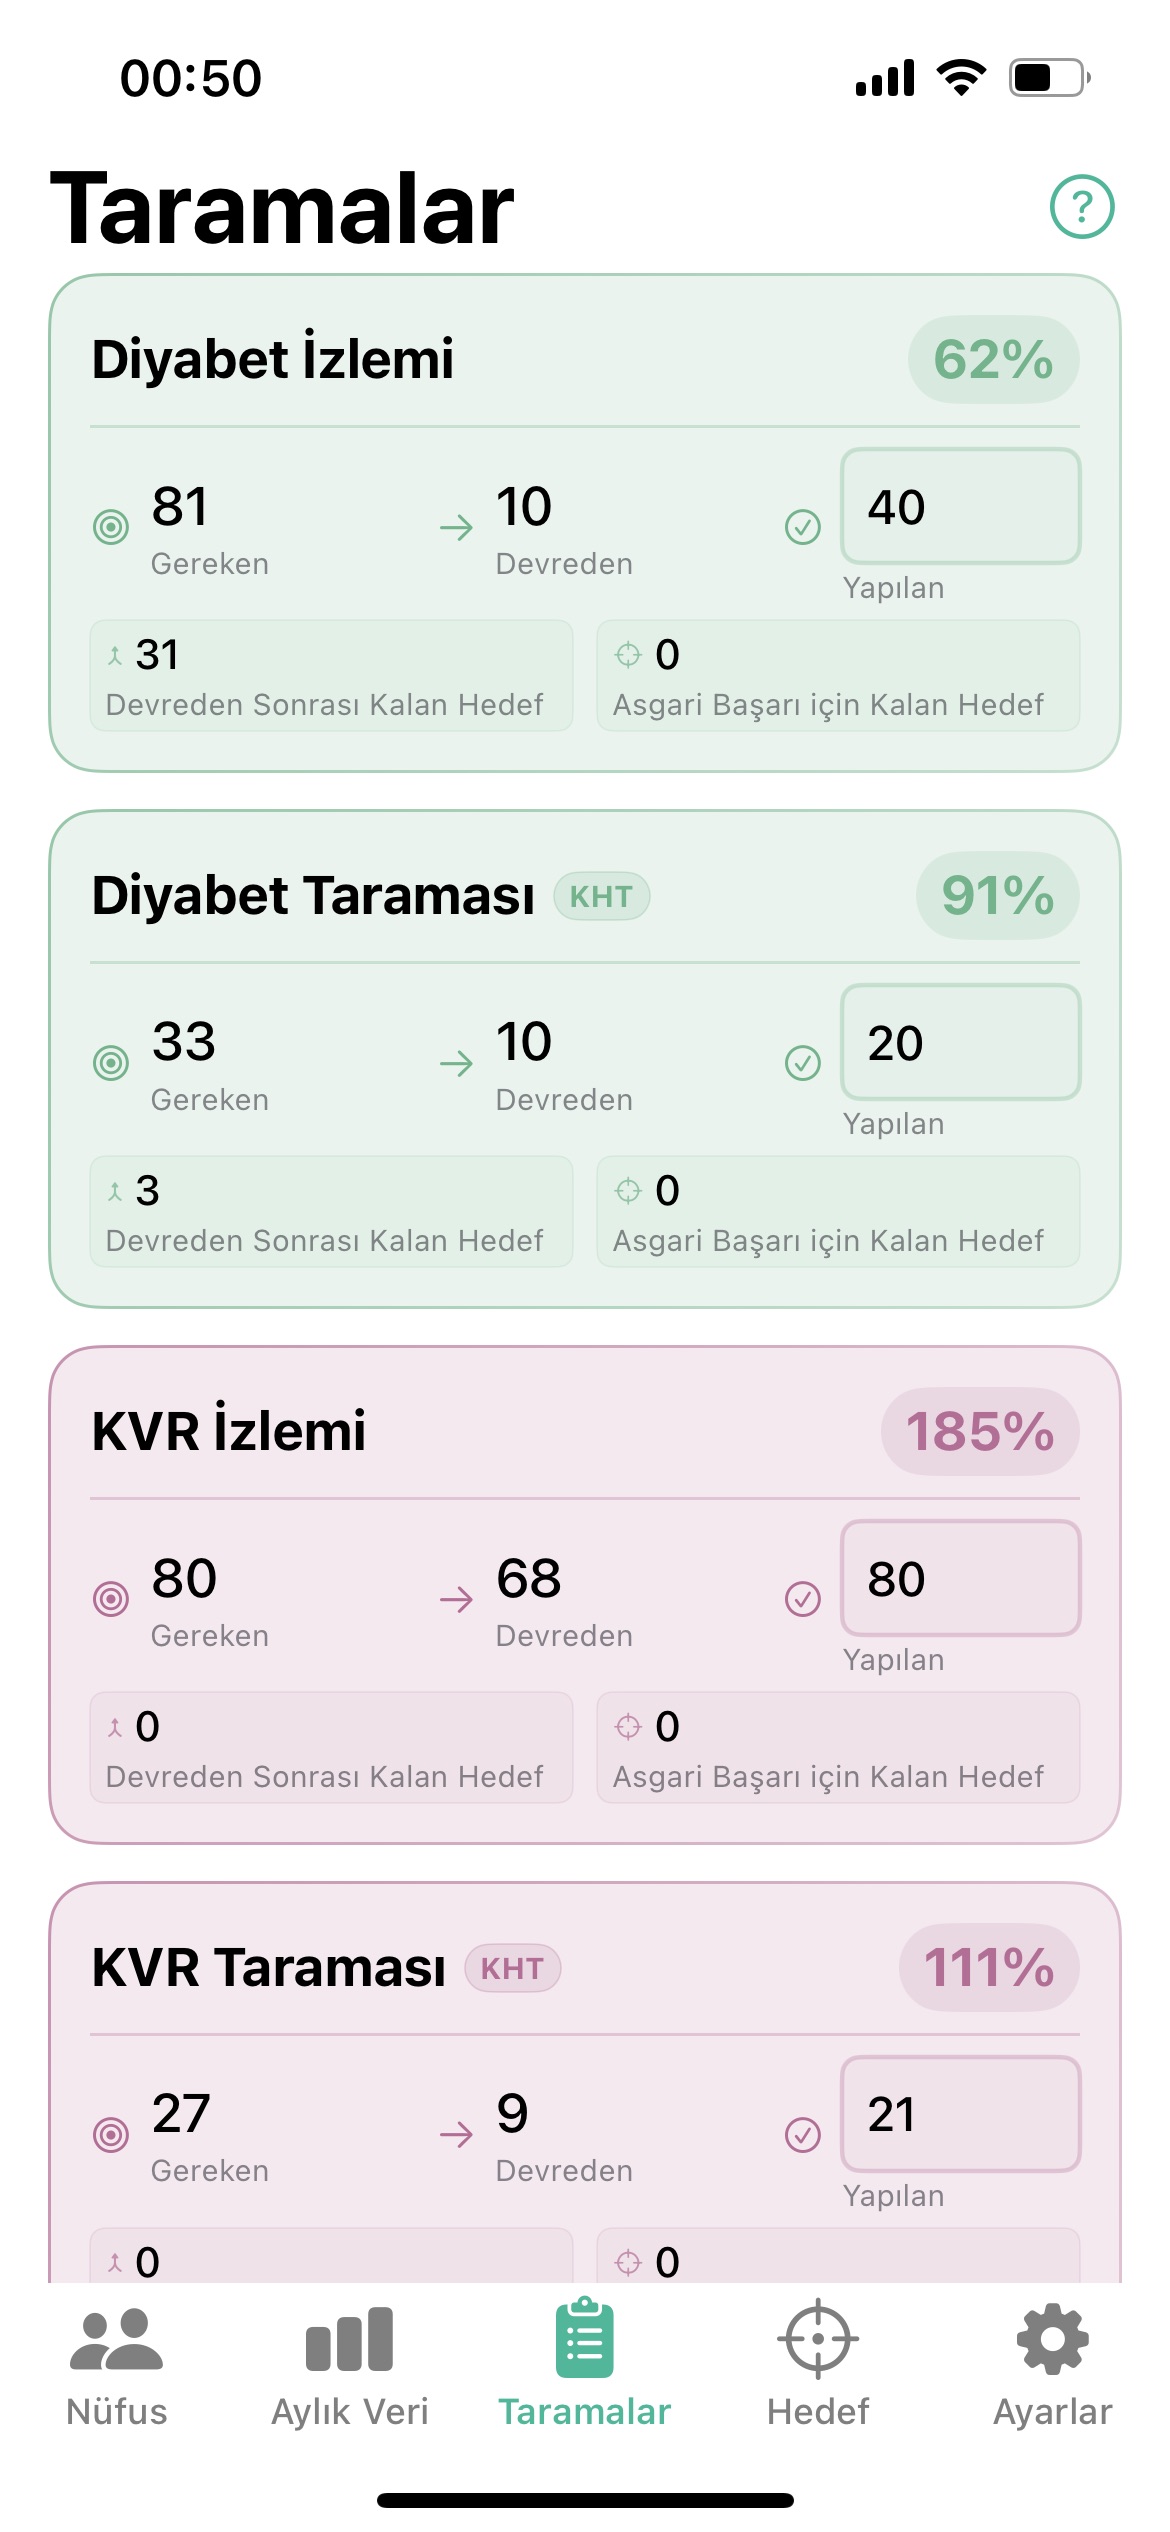 00:50
Taramalar
?
Diyabet İzlemi 62%
81 10 40
Gereken Devreden Yapılan
31 0
Devreden Sonrası Kalan Hedef Asgari Başarı için Kalan Hedef
Diyabet Taraması KHT 91%
33 10 20
Gereken Devreden Yapılan
3 0
Devreden Sonrası Kalan Hedef Asgari Başarı için Kalan Hedef
KVR İzlemi 185%
80 68 80
Gereken Devreden Yapılan
0 0
Devreden Sonrası Kalan Hedef Asgari Başarı için Kalan Hedef
KVR Taraması KHT 111%
27 9 21
Gereken Devreden Yapılan
0 0
Nüfus Aylık Veri Taramalar Hedef Ayarlar